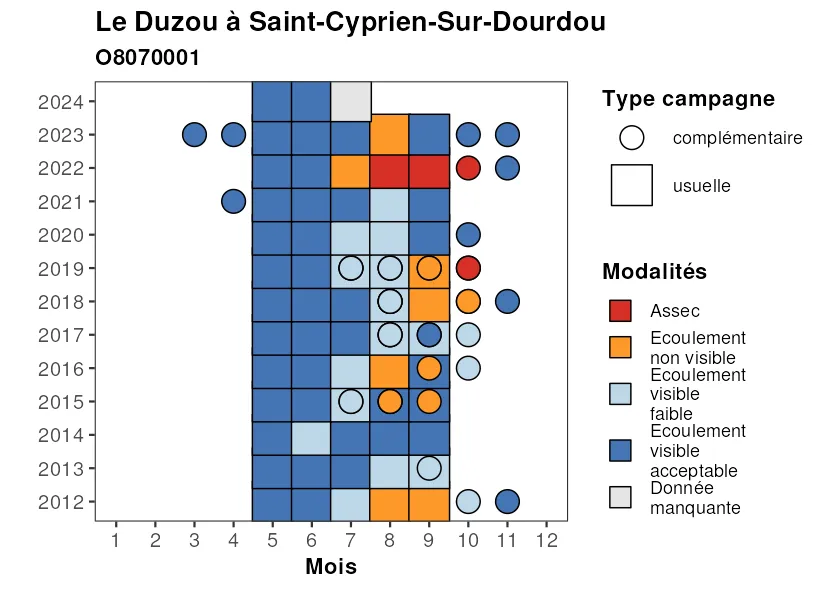 Le Duzou à Saint-Cyprien-Sur-Dourdou
O8070001
2024
2023
2022
2021
2020
2019
2018
2017
2016
2015
2014
2013
2012
1 2 3 4 5 6 7 8 9 10 11 12
Mois
Type campagne
complémentaire
usuelle
Modalités
Assec
Ecoulement
non visible
Ecoulement
visible
faible
Ecoulement
visible
acceptable
Donnée
manquante